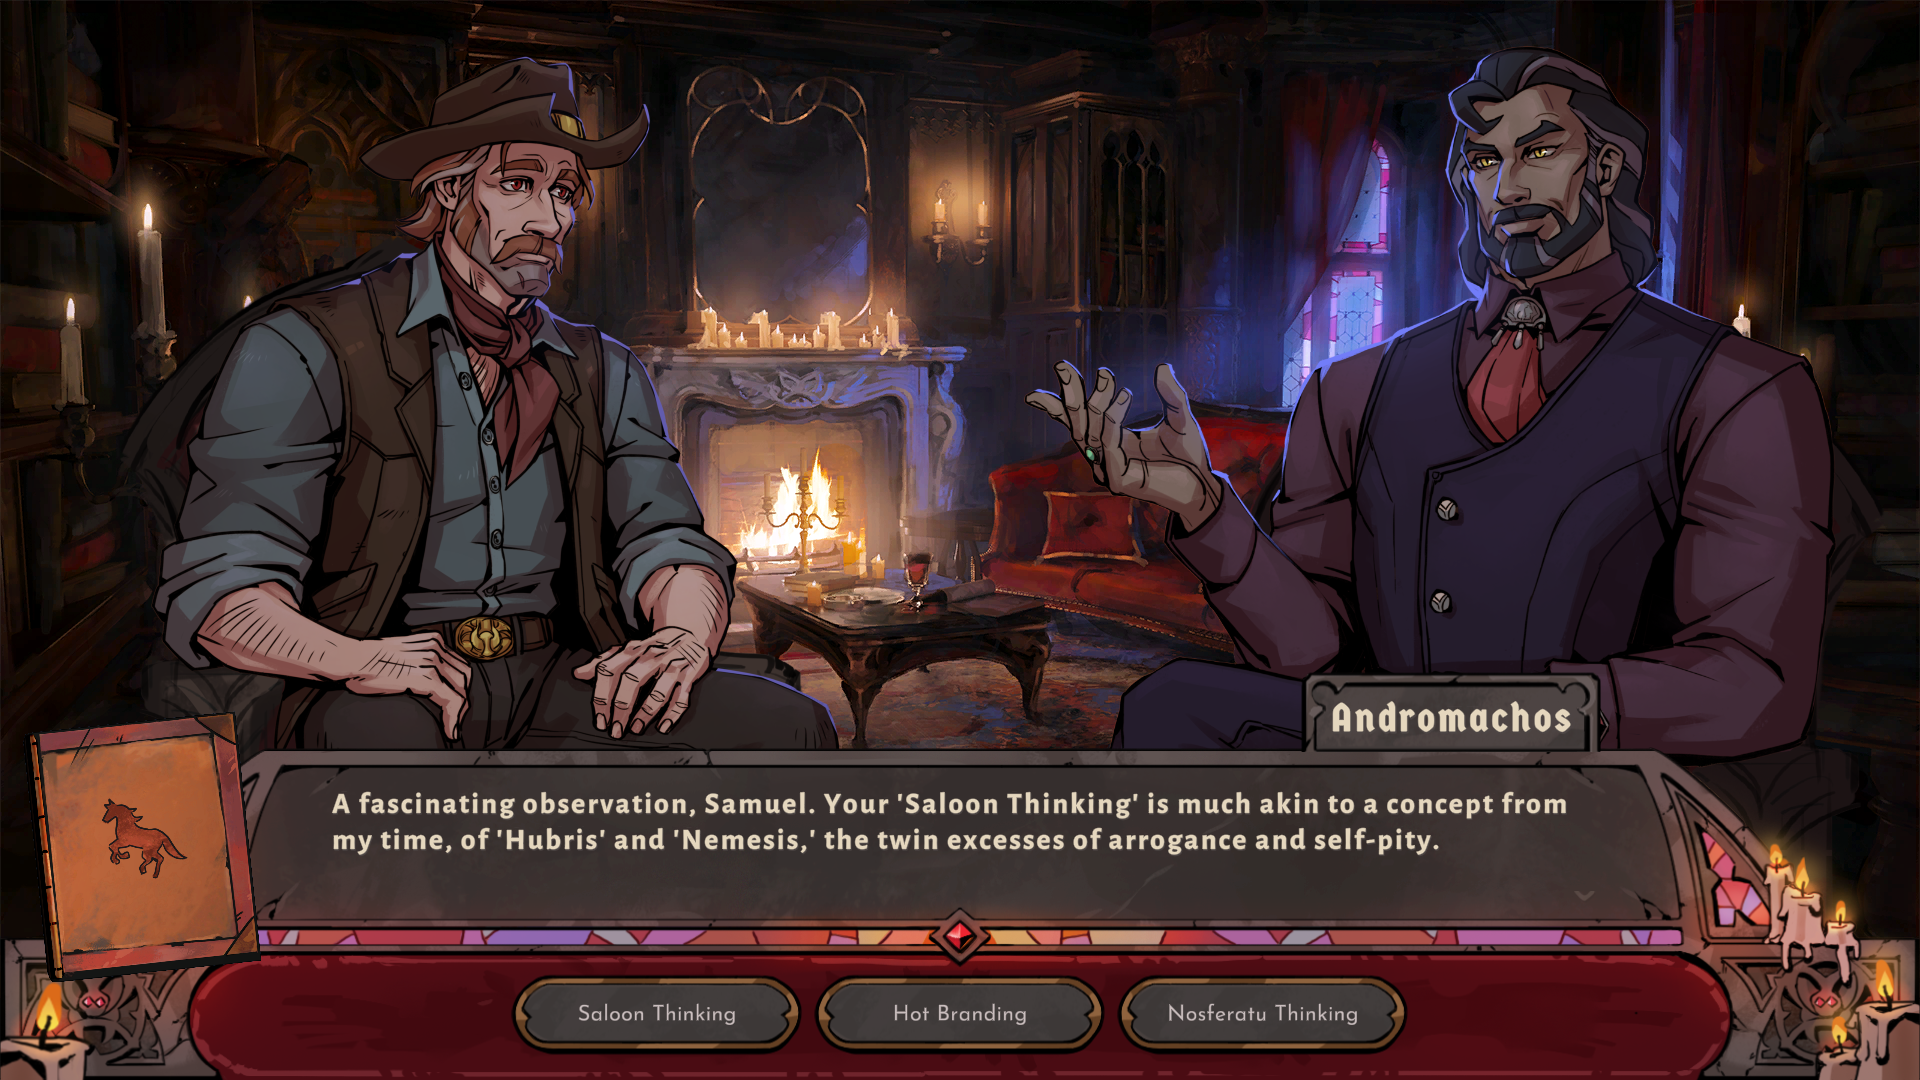 Andromachos
A fascinating observation, Samuel. Your 'Saloon Thinking' is much akin to a concept from
my time, of 'Hubris' and 'Nemesis,' the twin excesses of arrogance and self-pity.
Saloon Thinking
Hot Branding
Nosferatu Thinking